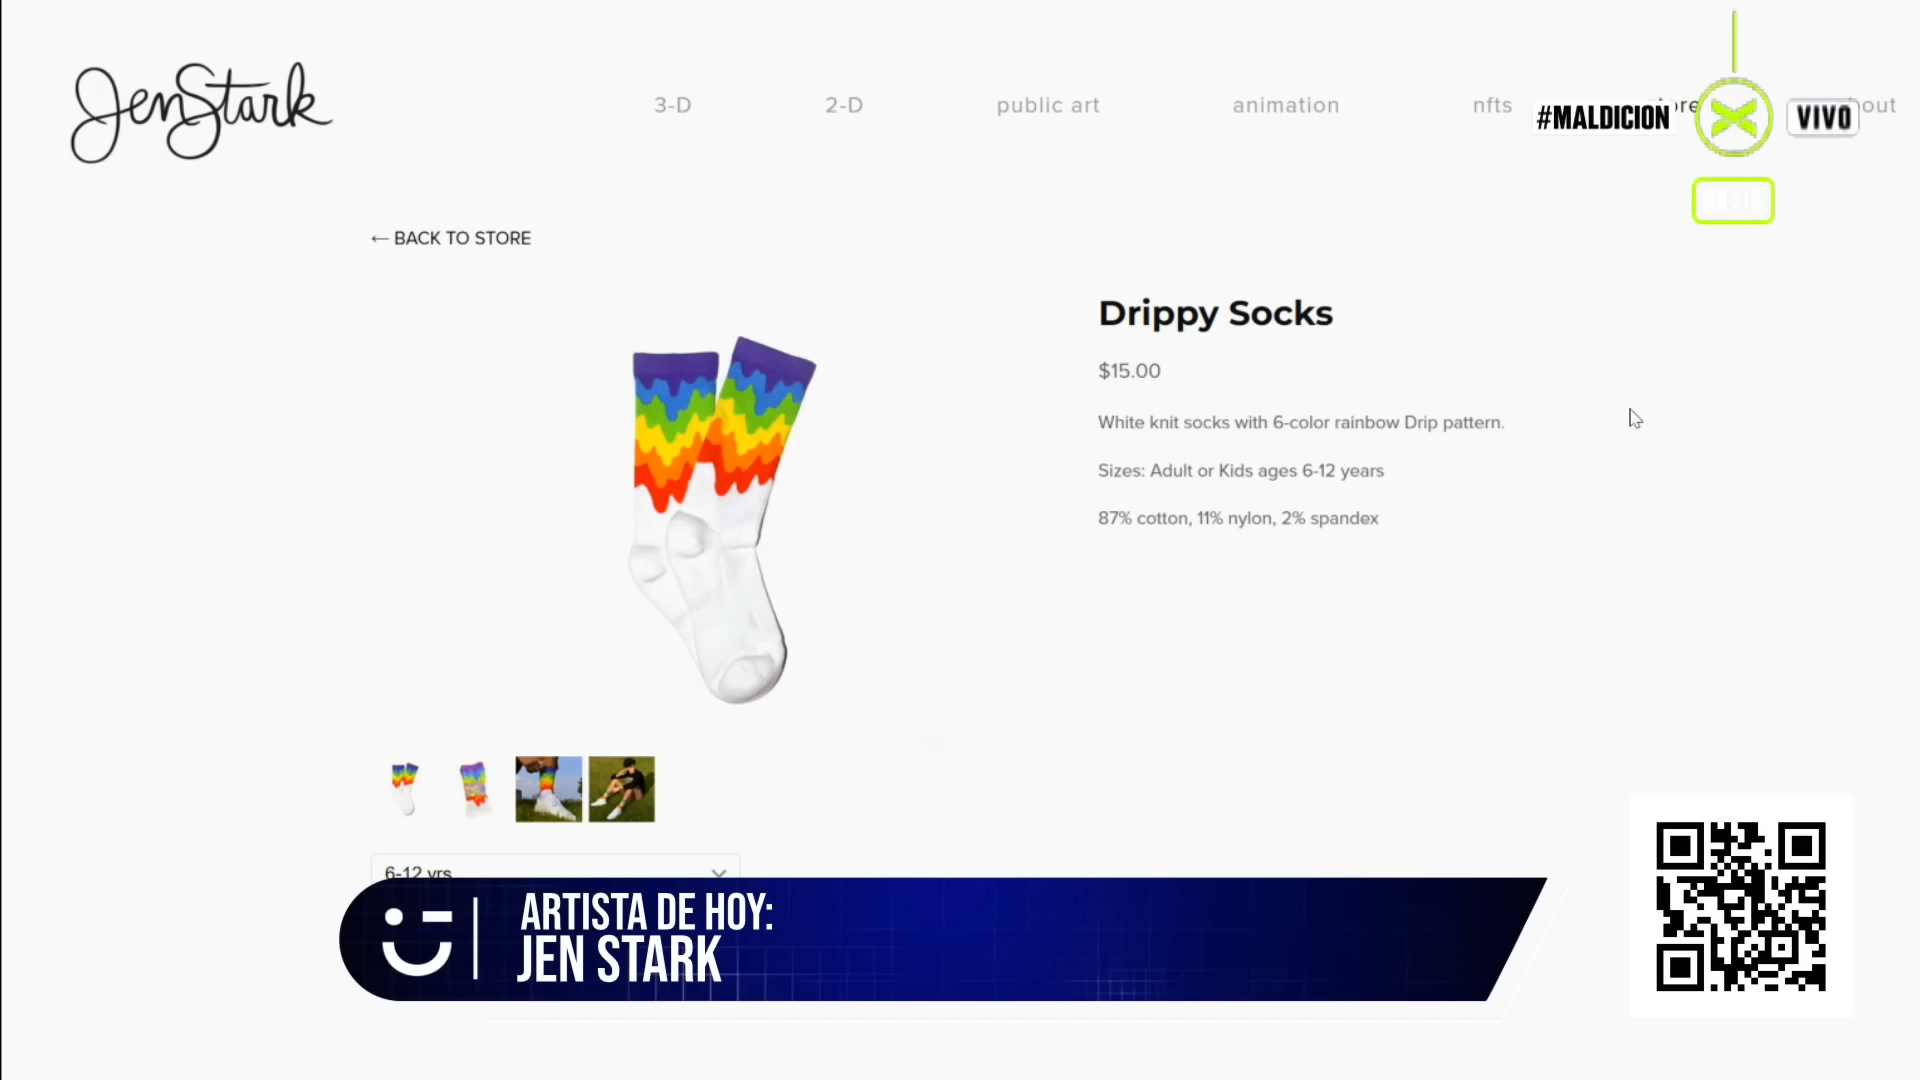 Jen Stark
3-D
2-D
public art
animation
nfts
#MALDICION
VIVO
← BACK TO STORE
Drippy Socks
$15.00
White knit socks with 6-color rainbow Drip pattern.
Sizes: Adult or Kids ages 6-12 years
87% cotton, 11% nylon, 2% spandex
6-12 yrs
ARTISTA DE HOY:
JEN STARK